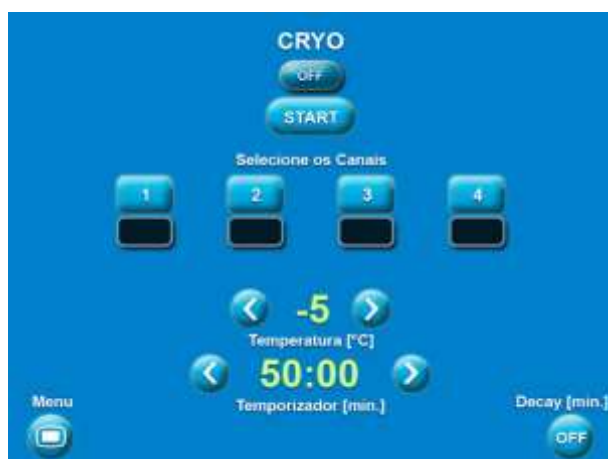 CRYO
OFF
START
Selecione os Canais
1 2 3 4
-5
Temperatura [°C]
50:00
Temporizador [min.]
Menu
Decay [min.]
OFF